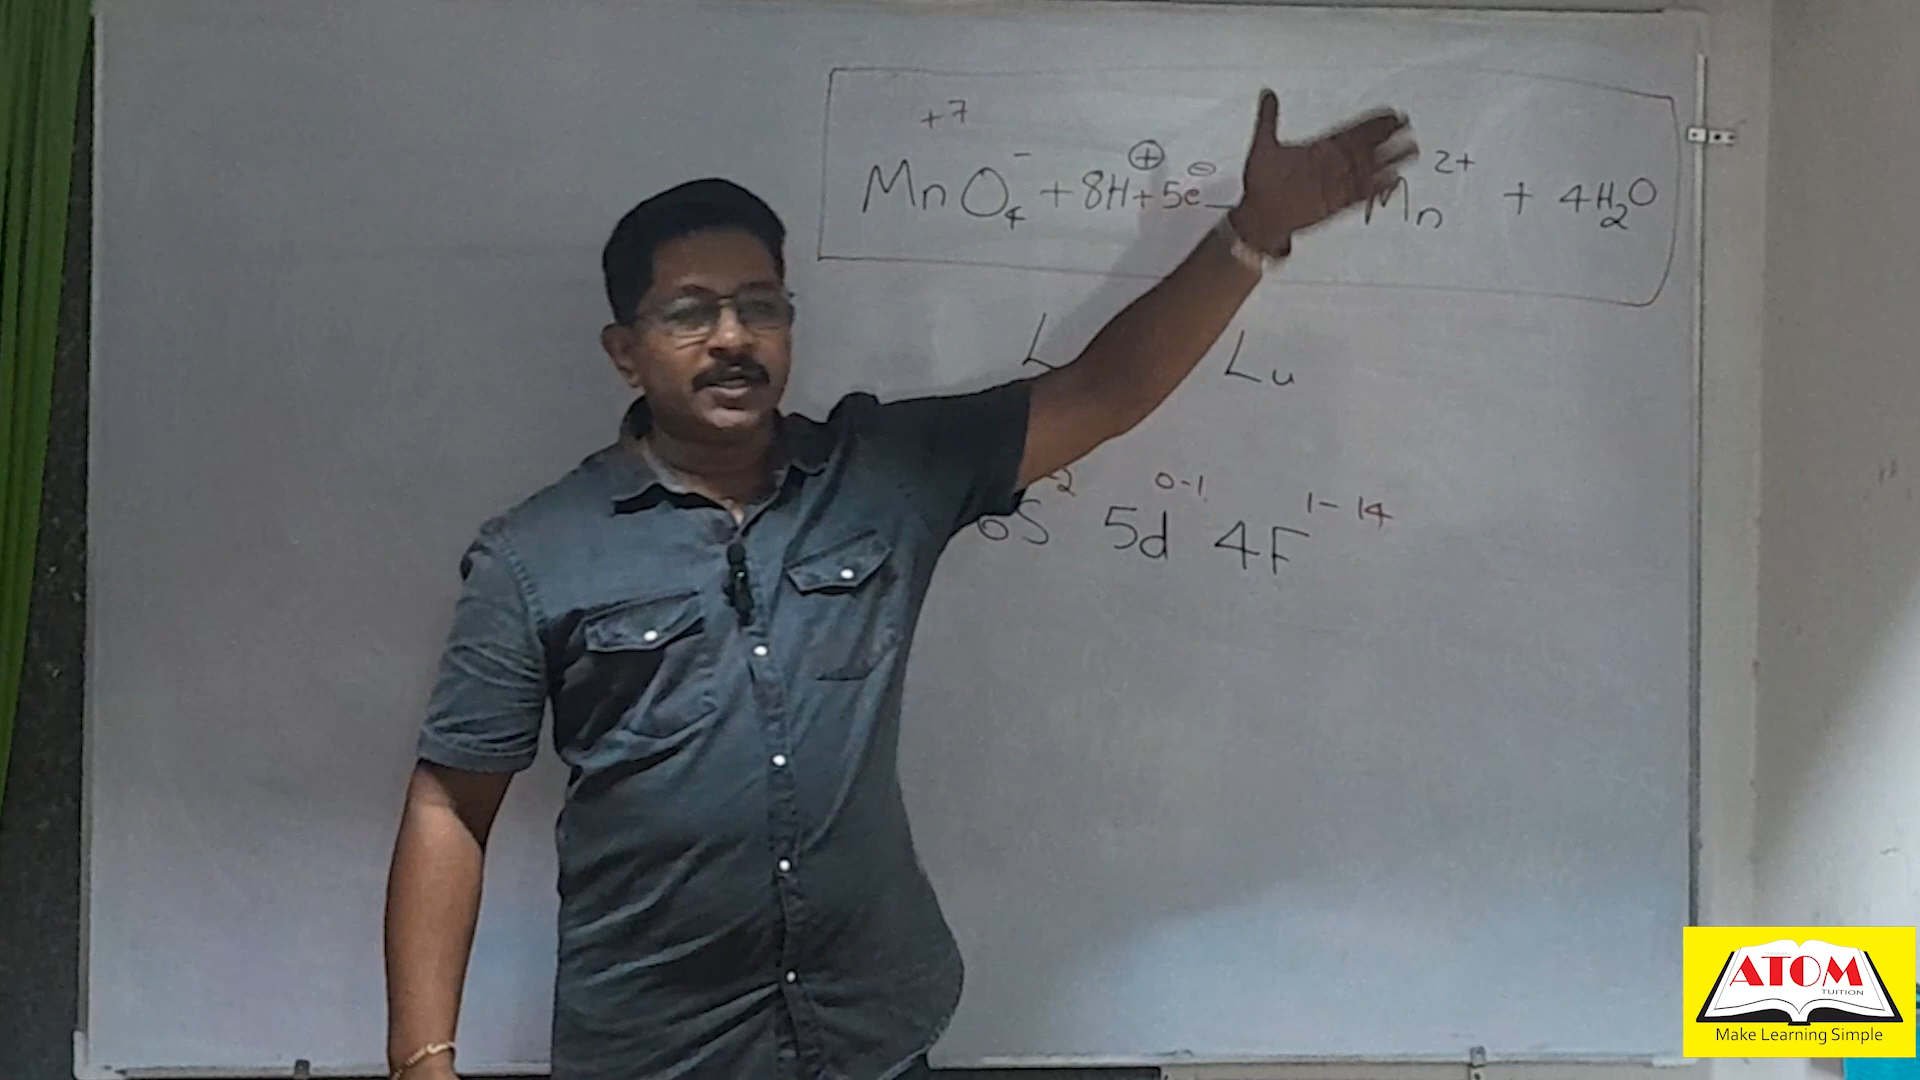 +7
MnO₄⁻ + 8H⊕ + 5e⊖ Mn²⁺ + 4H₂O
L Lu
6S ² 5d ⁰⁻¹ 4F ¹⁻¹⁴
ATOM
TUITION
Make Learning Simple